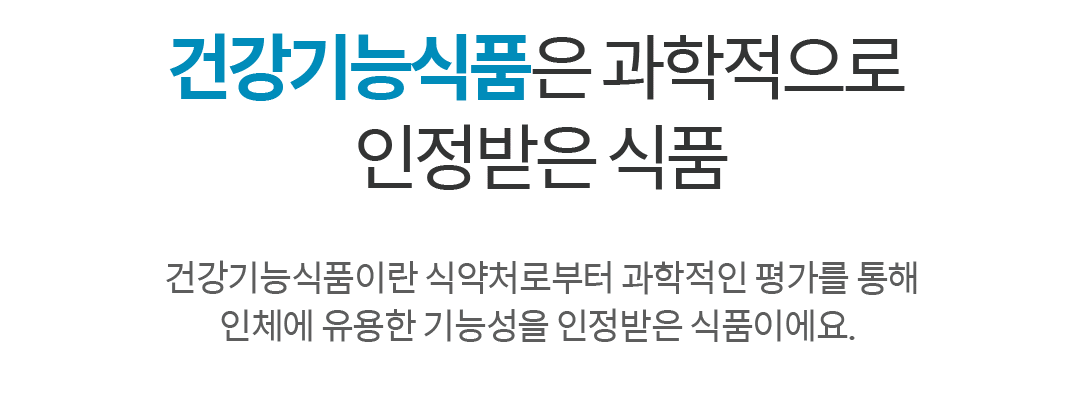 건강기능식품은 과학적으로
인정받은 식품
건강기능식품이란 식약처로부터 과학적인 평가를 통해
인체에 유용한 기능성을 인정받은 식품이에요.